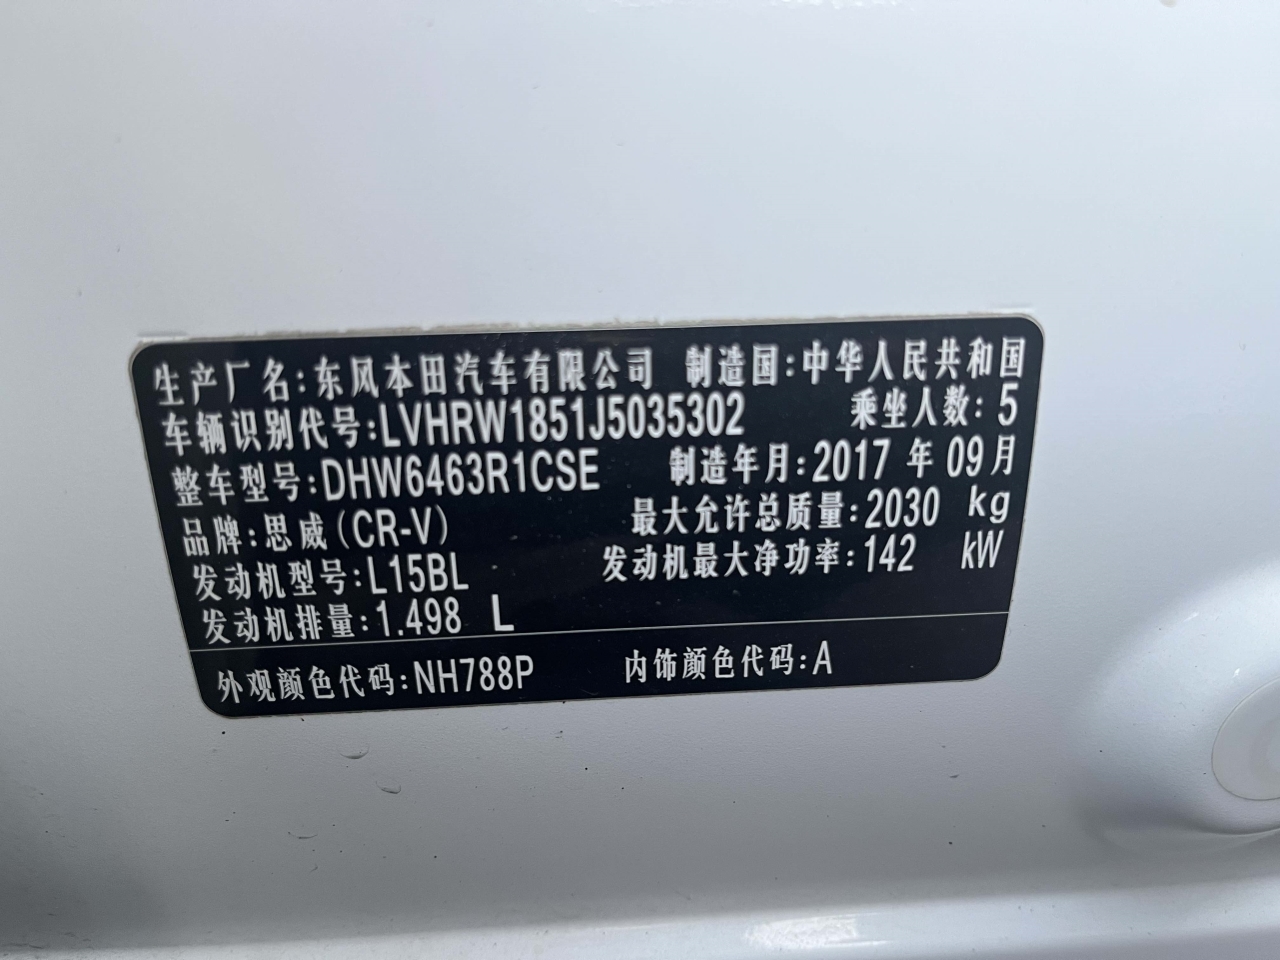 生产厂名:东风本田汽车有限公司 制造国:中华人民共和国
车辆识别代号:LVHRW1851J5035302 乘坐人数:5
整车型号:DHW6463R1CSE 制造年月:2017 年 09 月
品牌:思威(CR-V) 最大允许总质量:2030 kg
发动机型号:L15BL 发动机最大净功率:142 kW
发动机排量:1.498 L
外观颜色代码:NH788P 内饰颜色代码:A